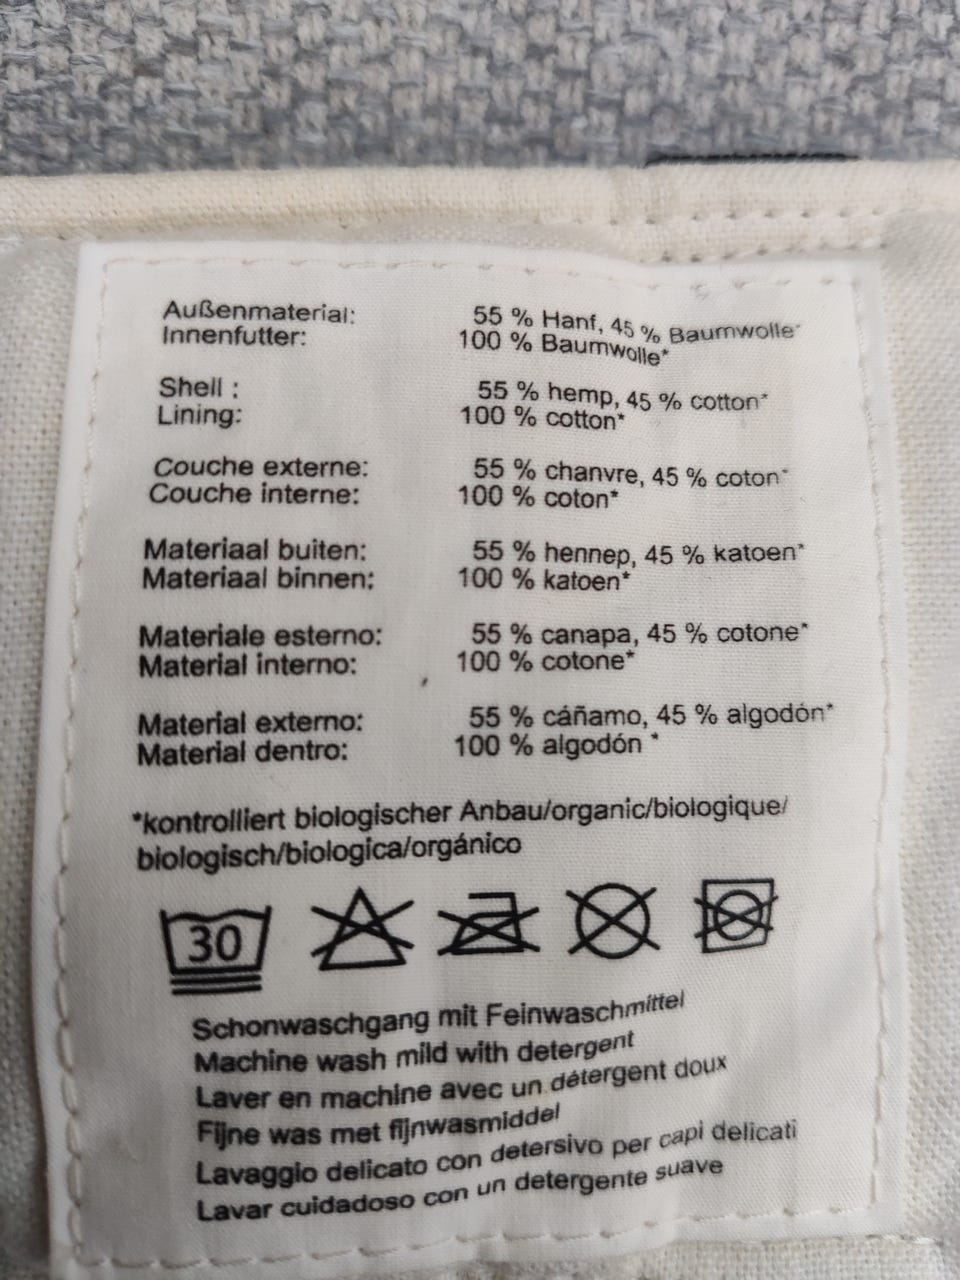 Außenmaterial: 55 % Hanf, 45 % Baumwolle*
Innenfutter: 100 % Baumwolle*
Shell : 55 % hemp, 45 % cotton*
Lining: 100 % cotton*
Couche externe: 55 % chanvre, 45 % coton*
Couche interne: 100 % coton*
Materiaal buiten: 55 % hennep, 45 % katoen*
Materiaal binnen: 100 % katoen*
Materiale esterno: 55 % canapa, 45 % cotone*
Material interno: 100 % cotone*
Material externo: 55 % cáñamo, 45 % algodón*
Material dentro: 100 % algodón *
*kontrolliert biologischer Anbau/organic/biologique/
biologisch/biologica/orgánico
30
Schonwaschgang mit Feinwaschmittel
Machine wash mild with detergent
Laver en machine avec un détergent doux
Fijne was met fijnwasmiddel
Lavaggio delicato con detersivo per capi delicati
Lavar cuidadoso con un detergente suave